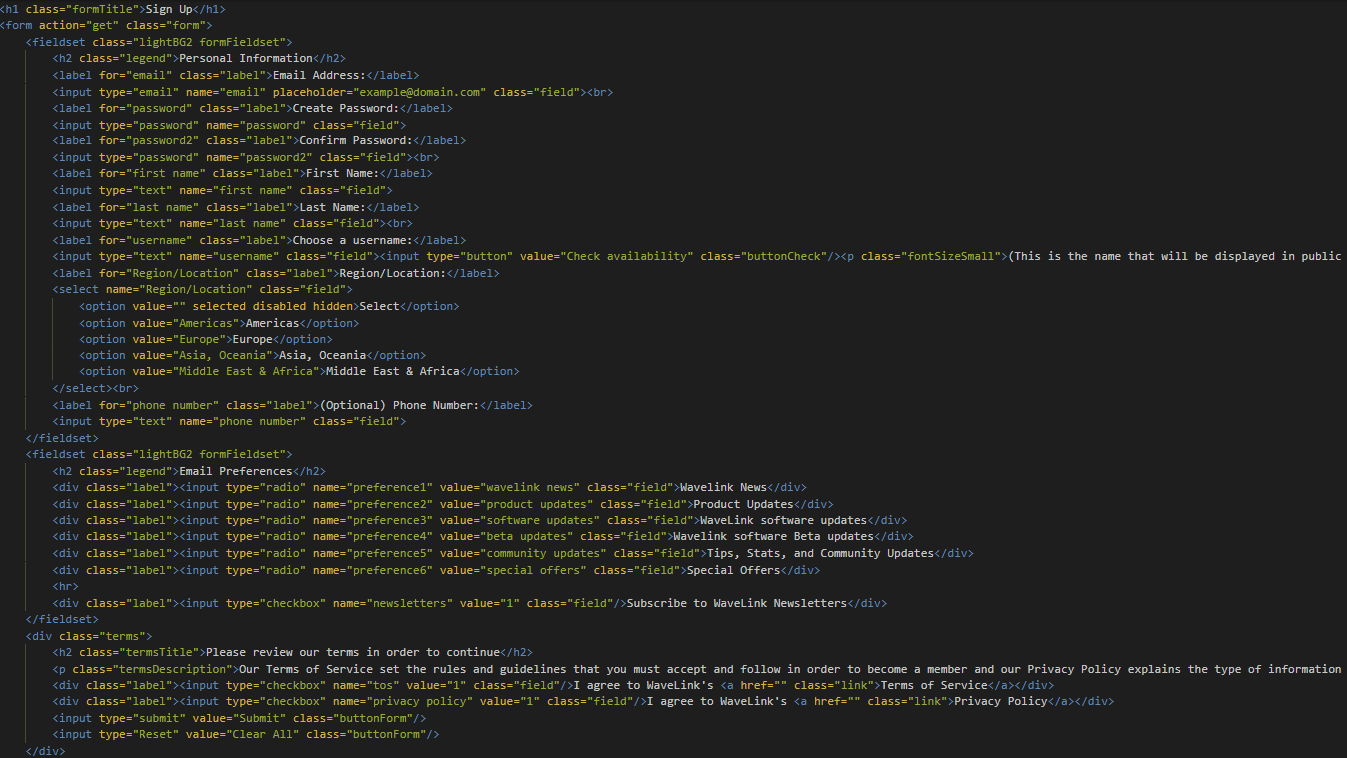 <h1 class="formTitle">Sign Up</h1>
<form action="get" class="form">
<fieldset class="lightBG2 formFieldset">
<h2 class="legend">Personal Information</h2>
<label for="email" class="label">Email Address:</label>
<input type="email" name="email" placeholder="example@domain.com" class="field"><br>
<label for="password" class="label">Create Password:</label>
<input type="password" name="password" class="field">
<label for="password2" class="label">Confirm Password:</label>
<input type="password" name="password2" class="field"><br>
<label for="first name" class="label">First Name:</label>
<input type="text" name="first name" class="field">
<label for="last name" class="label">Last Name:</label>
<input type="text" name="last name" class="field"><br>
<label for="username" class="label">Choose a username:</label>
<input type="text" name="username" class="field"><input type="button" value="Check availability" class="buttonCheck"/><p class="fontSizeSmall">(This is the name that will be displayed in public
<label for="Region/Location" class="label">Region/Location:</label>
<select name="Region/Location" class="field">
<option value="" selected disabled hidden>Select</option>
<option value="Americas">Americas</option>
<option value="Europe">Europe</option>
<option value="Asia, Oceania">Asia, Oceania</option>
<option value="Middle East & Africa">Middle East & Africa</option>
</select><br>
<label for="phone number" class="label">(Optional) Phone Number:</label>
<input type="text" name="phone number" class="field">
</fieldset>
<fieldset class="lightBG2 formFieldset">
<h2 class="legend">Email Preferences</h2>
<div class="label"><input type="radio" name="preference1" value="wavelink news" class="field">Wavelink News</div>
<div class="label"><input type="radio" name="preference2" value="product updates" class="field">Product Updates</div>
<div class="label"><input type="radio" name="preference3" value="software updates" class="field">WaveLink software updates</div>
<div class="label"><input type="radio" name="preference4" value="beta updates" class="field">Wavelink software Beta updates</div>
<div class="label"><input type="radio" name="preference5" value="community updates" class="field">Tips, Stats, and Community Updates</div>
<div class="label"><input type="radio" name="preference6" value="special offers" class="field">Special Offers</div>
<hr>
<div class="label"><input type="checkbox" name="newsletters" value="1" class="field"/>Subscribe to WaveLink Newsletters</div>
</fieldset>
<div class="terms">
<h2 class="termsTitle">Please review our terms in order to continue</h2>
<p class="termsDescription">Our Terms of Service set the rules and guidelines that you must accept and follow in order to become a member and our Privacy Policy explains the type of information
<div class="label"><input type="checkbox" name="tos" value="1" class="field"/>I agree to WaveLink's <a href="" class="link">Terms of Service</a></div>
<div class="label"><input type="checkbox" name="privacy policy" value="1" class="field"/>I agree to WaveLink's <a href="" class="link">Privacy Policy</a></div>
<input type="submit" value="Submit" class="buttonForm"/>
<input type="Reset" value="Clear All" class="buttonForm"/>
</div>